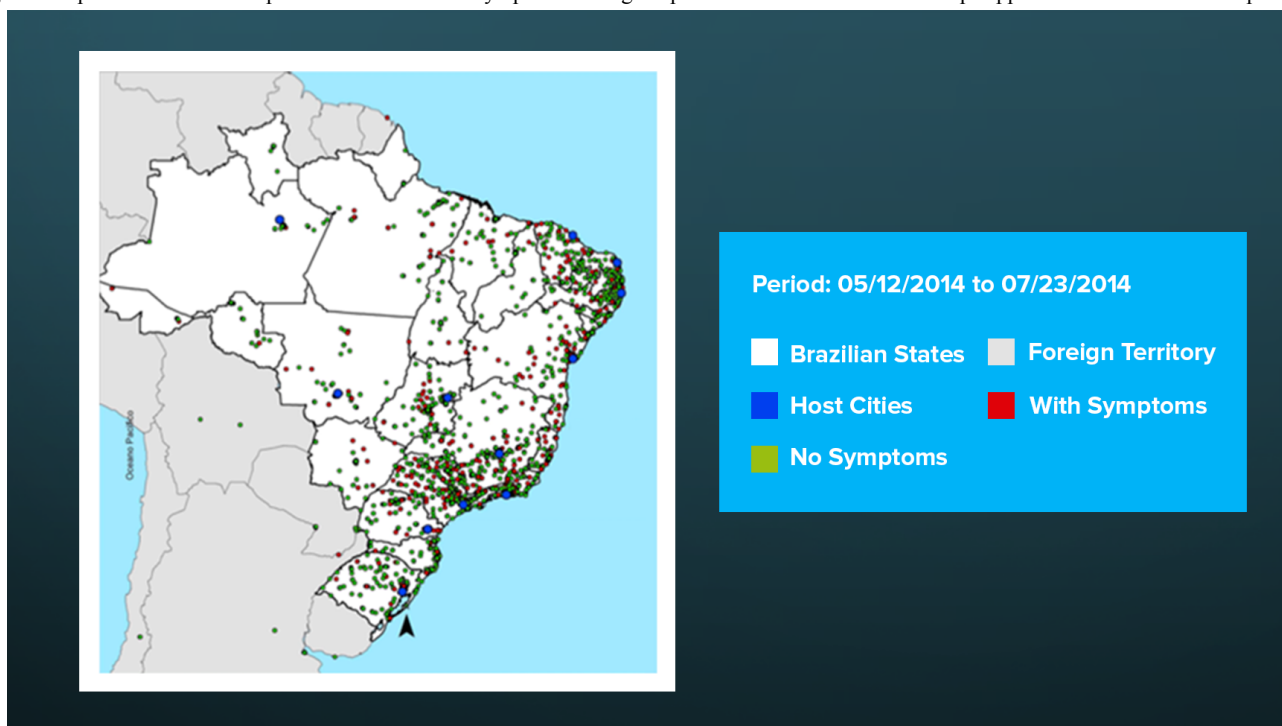 Oceano Pacífico
Period: 05/12/2014 to 07/23/2014
Brazilian States
Foreign Territory
Host Cities
With Symptoms
No Symptoms